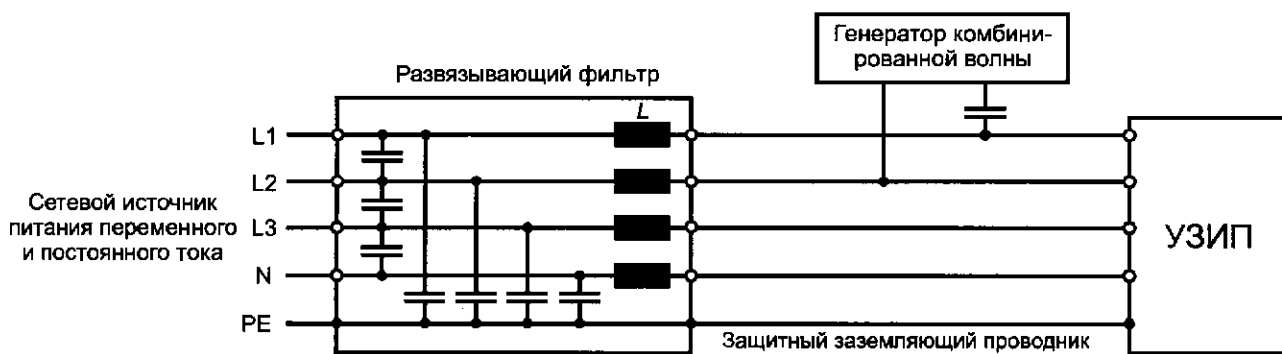 Генератор комбини-
рованной волны
Развязывающий фильтр
L
L1
L2
L3
N
PE
Сетевой источник
питания переменного
и постоянного тока
УЗИП
Защитный заземляющий проводник